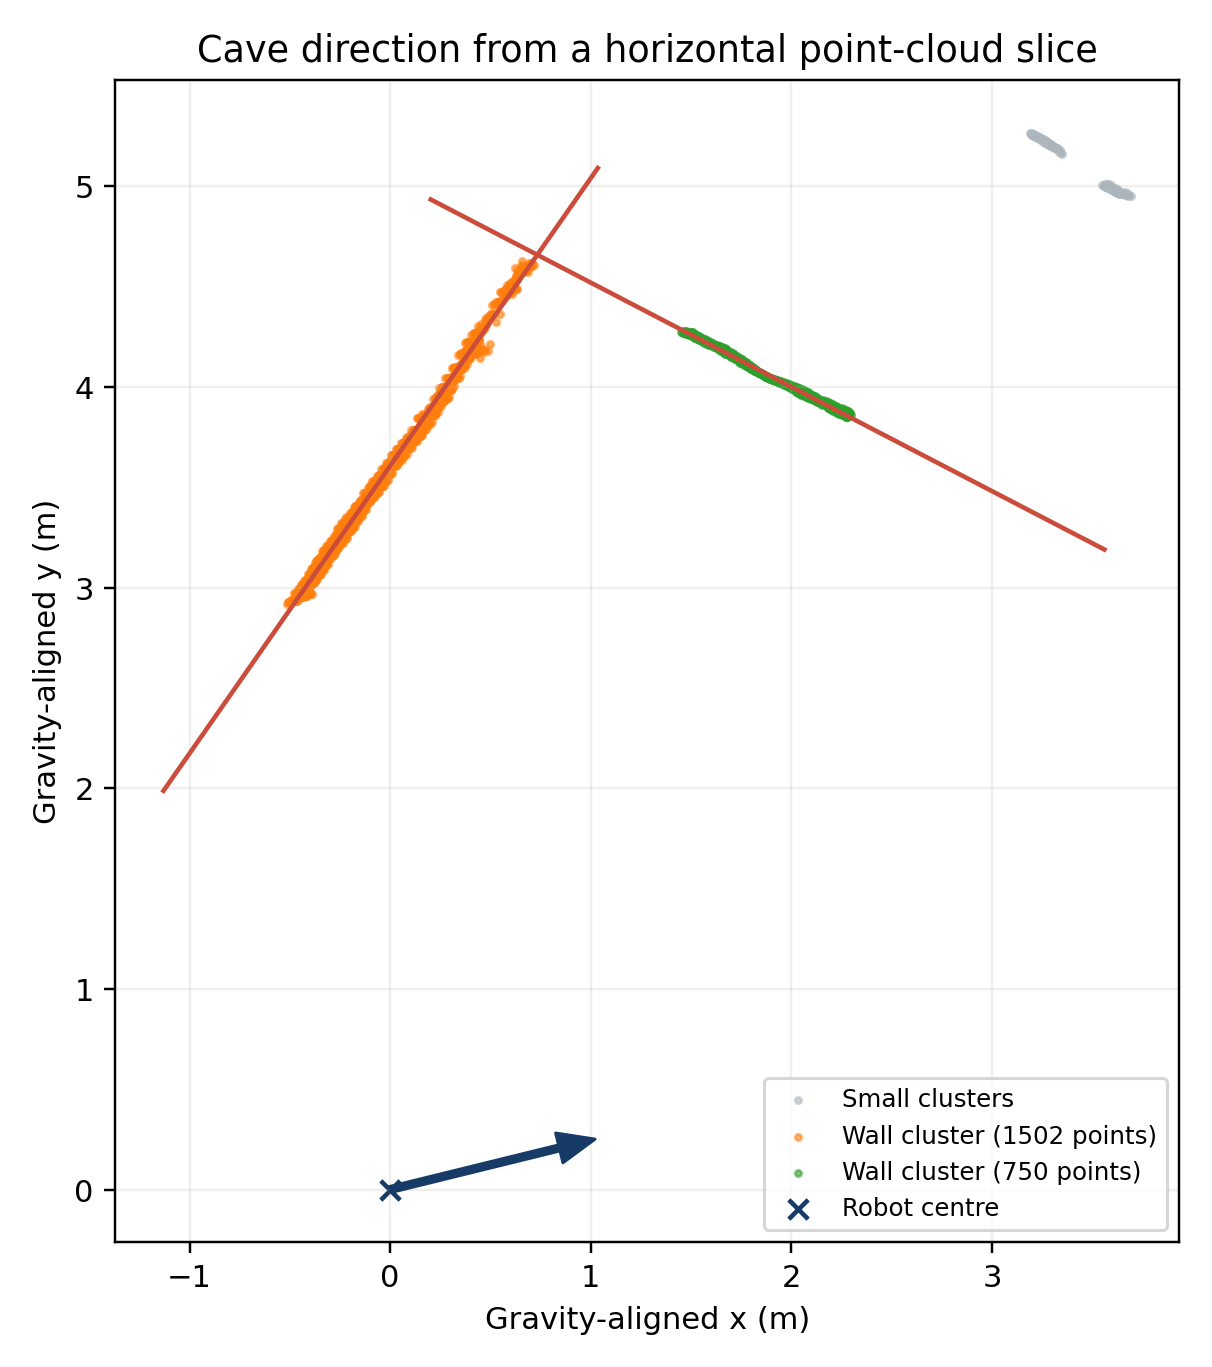 Cave direction from a horizontal point-cloud slice
Gravity-aligned y (m)
5
4
3
2
1
0
−1
0
1
2
3
Gravity-aligned x (m)
Small clusters
Wall cluster (1502 points)
Wall cluster (750 points)
Robot centre